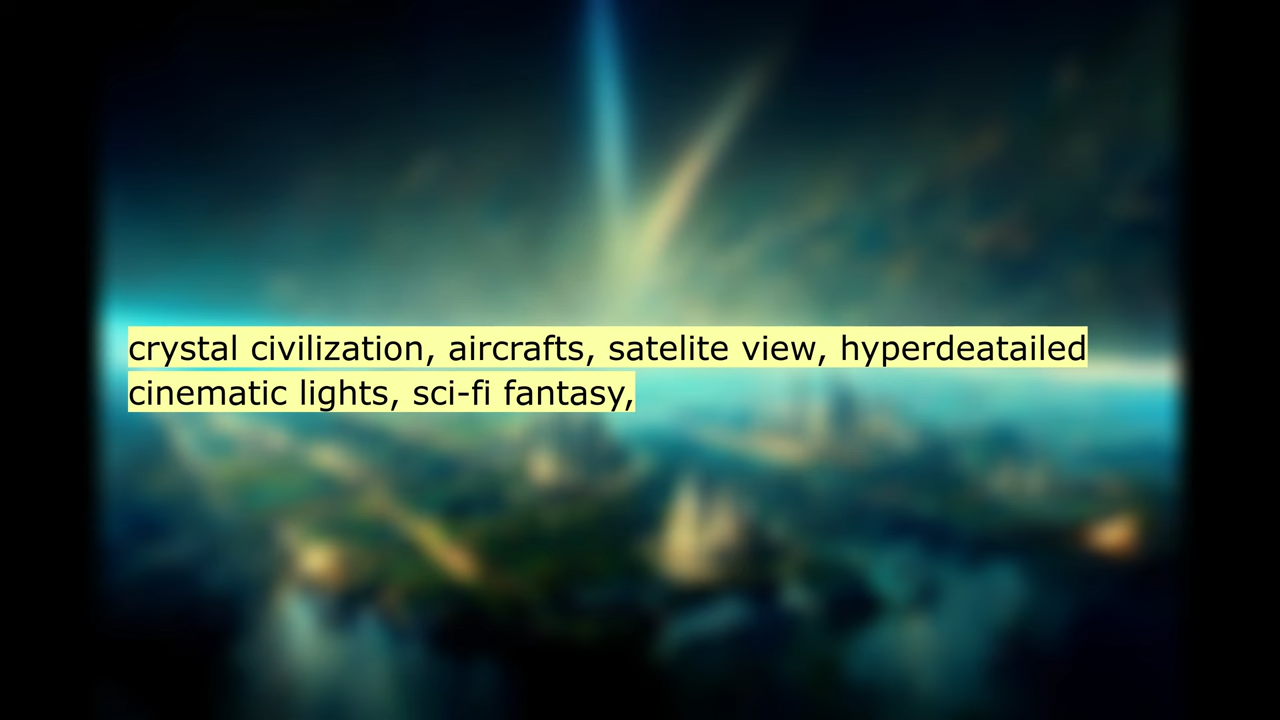 crystal civilization, aircrafts, satelite view, hyperdeatailed
cinematic lights, sci-fi fantasy,